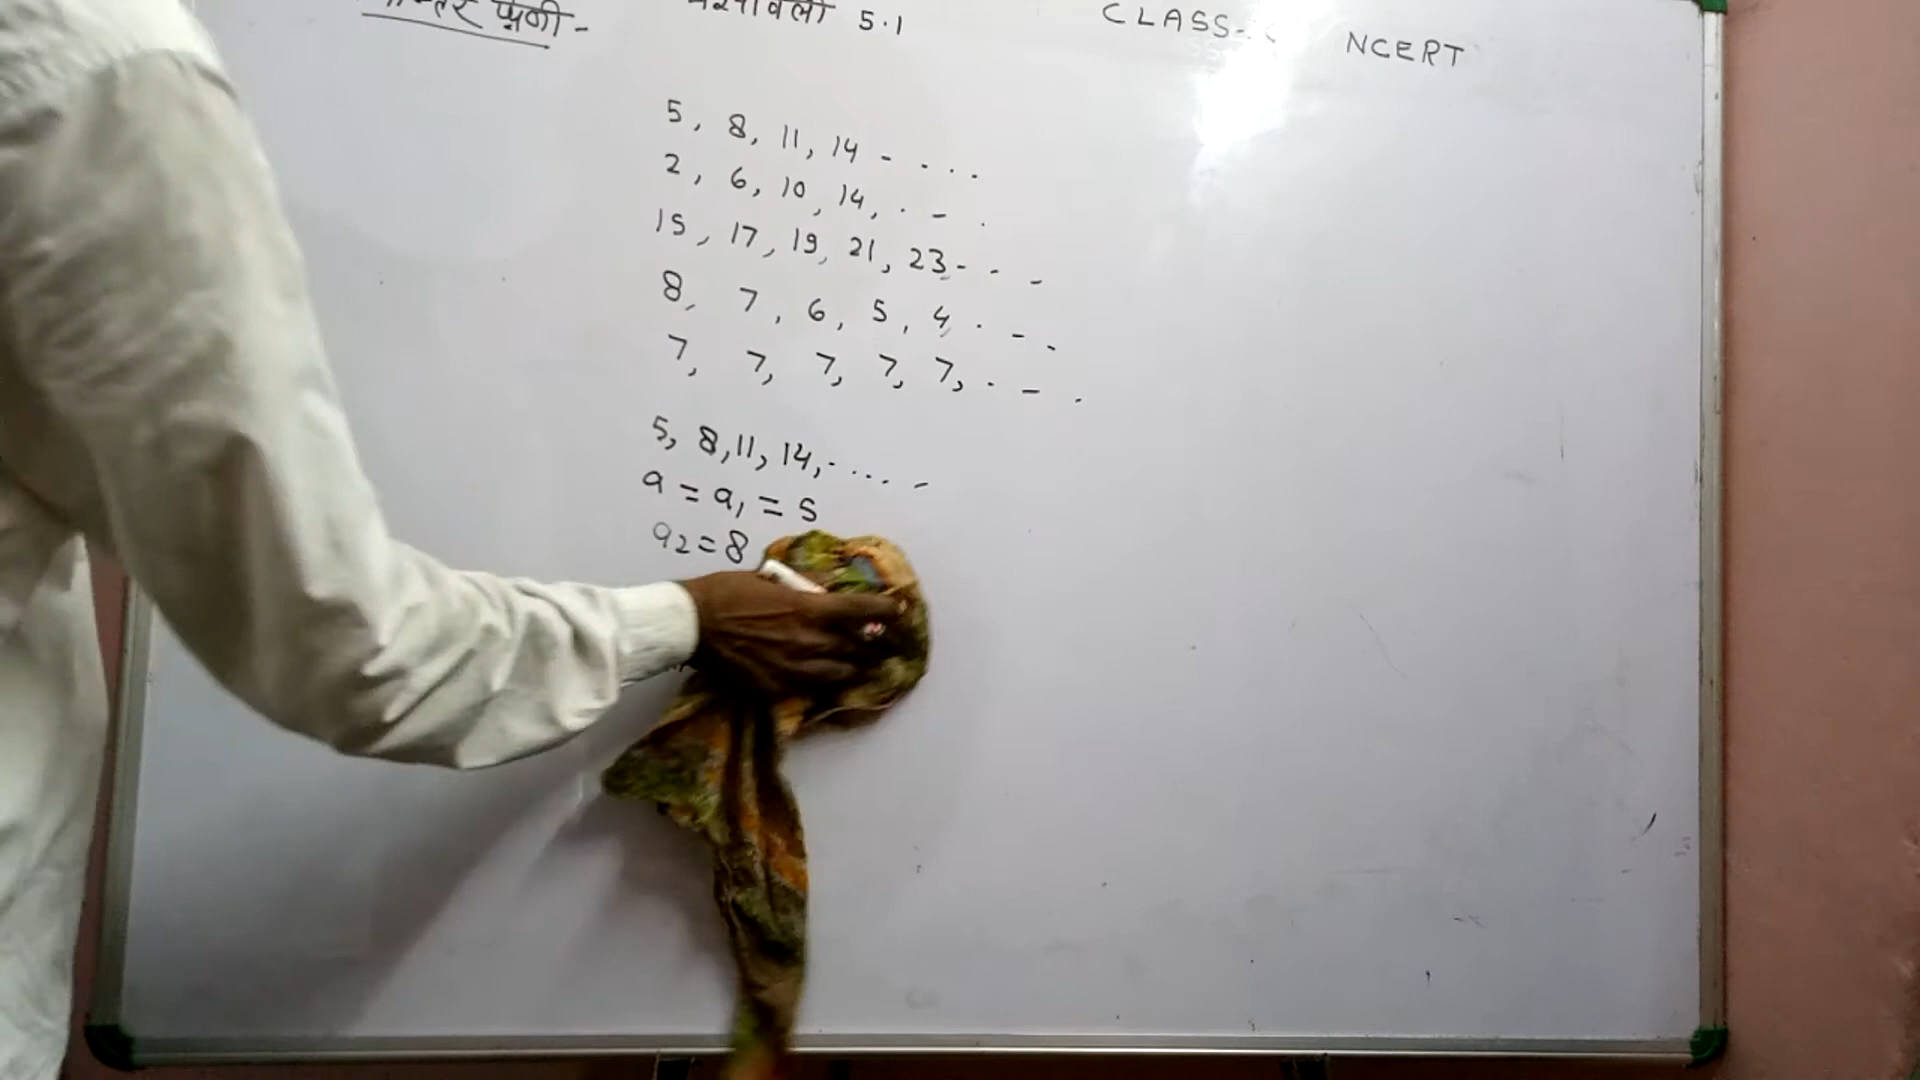 श्रेणी - प्रश्नावली 5.1 CLASS- NCERT
5, 8, 11, 14 - . . . .
2, 6, 10, 14, . - .
15, 17, 19, 21, 23, - - -
8, 7, 6, 5, 4, . - -
7, 7, 7, 7, 7, . - .
5, 8, 11, 14, . . . . -
a = a₁ = 5
a₂ = 8